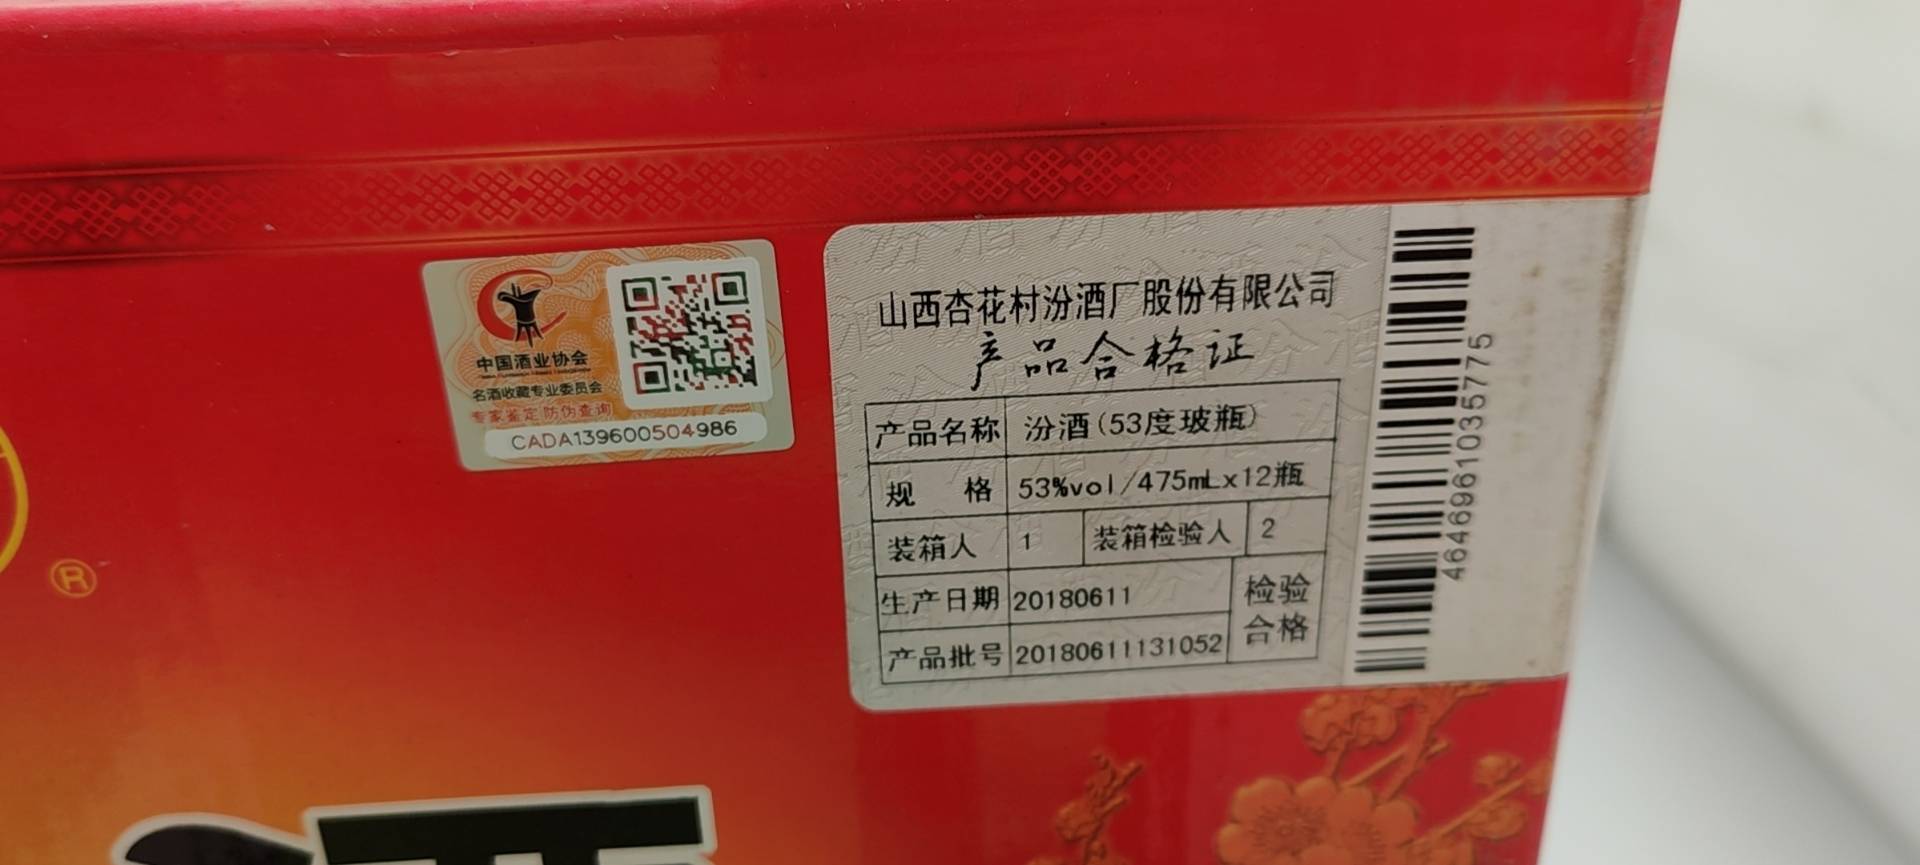 ®
中国酒业协会
名酒收藏专业委员会
专家鉴定 防伪查询
CADA139600504986
山西杏花村汾酒厂股份有限公司
产品合格证
产品名称 汾酒(53度玻瓶)
规 格 53%vol/475mL×12瓶
装箱人 1 装箱检验人 2
生产日期 20180611 检验
产品批号 20180611131052 合格
4646961035775